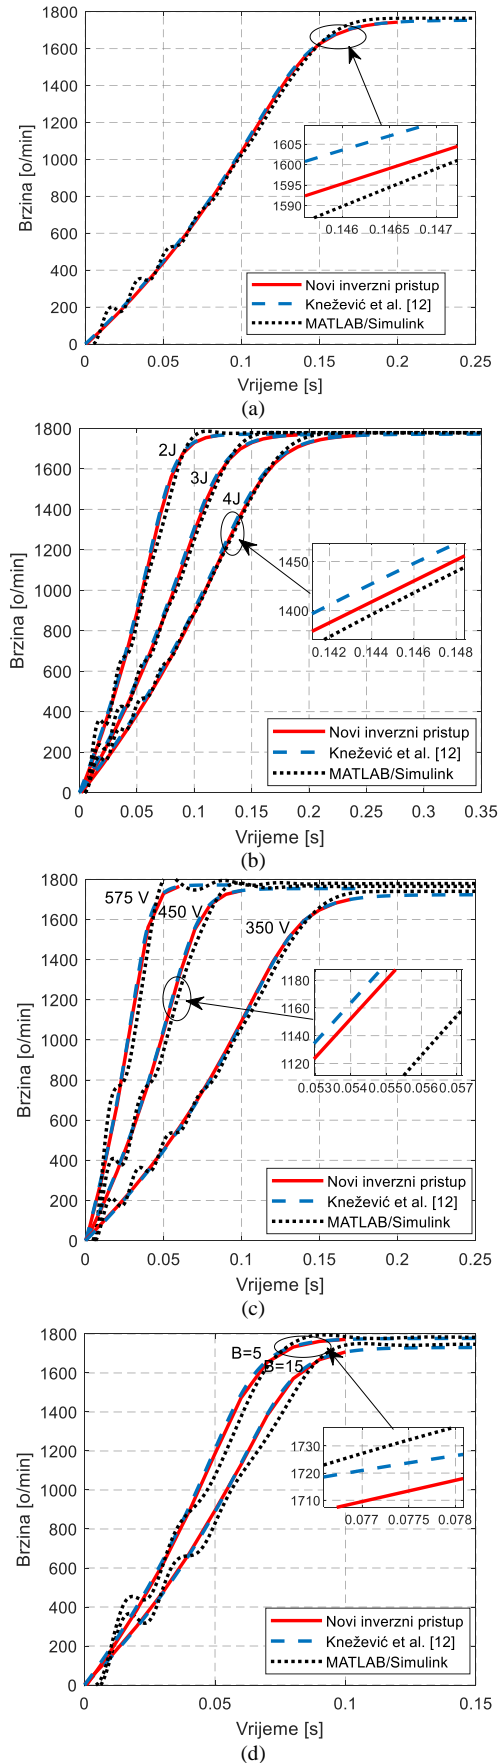 1800
1600
1400
1200
1000
800
600
400
200
0
Brzina [o/min]
1605
1600
1595
1590
0.146
0.1465
0.147
Novi inverzni pristup
Knežević et al. [12]
MATLAB/Simulink
0
0.05
0.1
0.15
0.2
0.25
Vrijeme [s]
(a)
1800
1600
1400
1200
1000
800
600
400
200
0
Brzina [o/min]
2J
3J
4J
1450
1400
0.142
0.144
0.146
0.148
Novi inverzni pristup
Knežević et al. [12]
MATLAB/Simulink
0
0.05
0.1
0.15
0.2
0.25
0.3
0.35
Vrijeme [s]
(b)
1800
1600
1400
1200
1000
800
600
400
200
0
Brzina [o/min]
575 V
450 V
350 V
1180
1160
1140
1120
0.053
0.054
0.055
0.056
0.057
Novi inverzni pristup
Knežević et al. [12]
MATLAB/Simulink
0
0.05
0.1
0.15
0.2
0.25
Vrijeme [s]
(c)
1800
1600
1400
1200
1000
800
600
400
200
0
Brzina [o/min]
B=5
B=15
1730
1720
1710
0.077
0.0775
0.078
Novi inverzni pristup
Knežević et al. [12]
MATLAB/Simulink
0
0.05
0.1
0.15
Vrijeme [s]
(d)